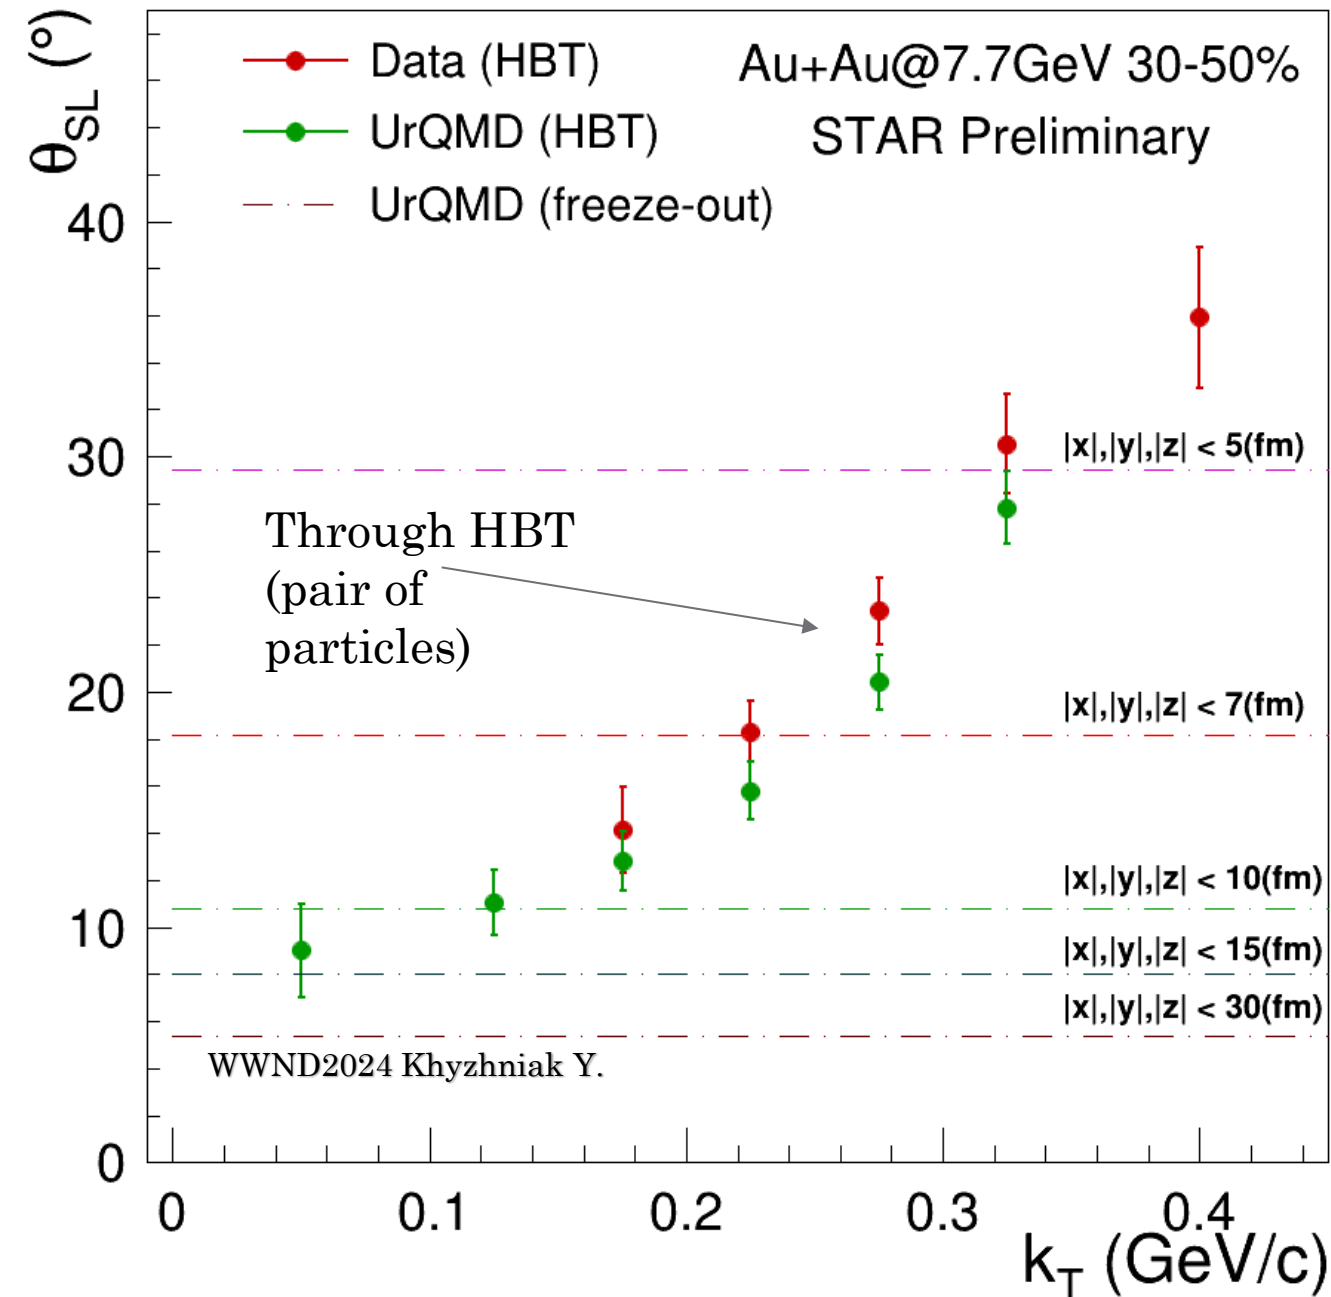 θSL (°)
Data (HBT)
UrQMD (HBT)
UrQMD (freeze-out)
Au+Au@7.7GeV 30-50%
STAR Preliminary
40
30
20
10
0
|x|,|y|,|z| < 5(fm)
Through HBT
(pair of
particles)
|x|,|y|,|z| < 7(fm)
|x|,|y|,|z| < 10(fm)
|x|,|y|,|z| < 15(fm)
|x|,|y|,|z| < 30(fm)
WWND2024 Khyzhniak Y.
0 0.1 0.2 0.3 0.4
kT (GeV/c)